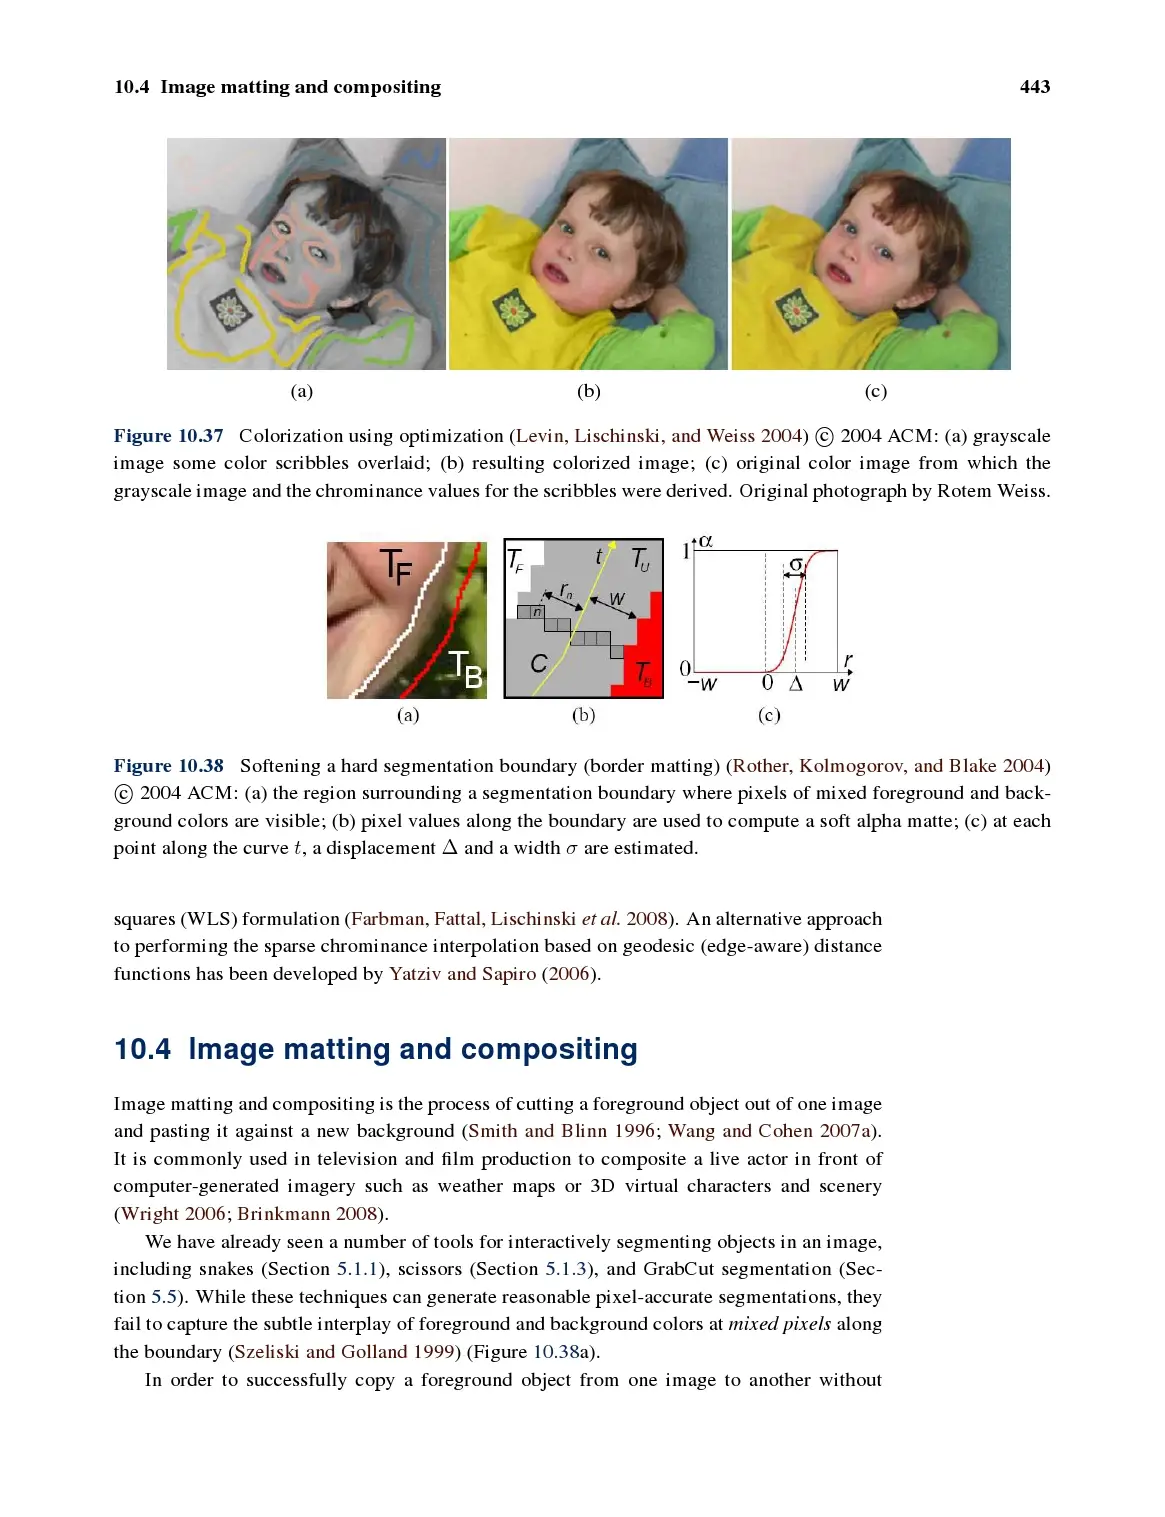 10.4 Image matting and compositing 443
(a) (b) (c)
Figure 10.37 Colorization using optimization (Levin, Lischinski, and Weiss 2004) © 2004 ACM: (a) grayscale
image some color scribbles overlaid; (b) resulting colorized image; (c) original color image from which the
grayscale image and the chrominance values for the scribbles were derived. Original photograph by Rotem Weiss.
T_F T_B
T_F t T_U r_n w n C T_B
1 α σ 0 −w 0 Δ w r
(a) (b) (c)
Figure 10.38 Softening a hard segmentation boundary (border matting) (Rother, Kolmogorov, and Blake 2004)
© 2004 ACM: (a) the region surrounding a segmentation boundary where pixels of mixed foreground and back-
ground colors are visible; (b) pixel values along the boundary are used to compute a soft alpha matte; (c) at each
point along the curve t, a displacement Δ and a width σ are estimated.
squares (WLS) formulation (Farbman, Fattal, Lischinski et al. 2008). An alternative approach
to performing the sparse chrominance interpolation based on geodesic (edge-aware) distance
functions has been developed by Yatziv and Sapiro (2006).
10.4 Image matting and compositing
Image matting and compositing is the process of cutting a foreground object out of one image
and pasting it against a new background (Smith and Blinn 1996; Wang and Cohen 2007a).
It is commonly used in television and film production to composite a live actor in front of
computer-generated imagery such as weather maps or 3D virtual characters and scenery
(Wright 2006; Brinkmann 2008).
We have already seen a number of tools for interactively segmenting objects in an image,
including snakes (Section 5.1.1), scissors (Section 5.1.3), and GrabCut segmentation (Sec-
tion 5.5). While these techniques can generate reasonable pixel-accurate segmentations, they
fail to capture the subtle interplay of foreground and background colors at mixed pixels along
the boundary (Szeliski and Golland 1999) (Figure 10.38a).
In order to successfully copy a foreground object from one image to another without